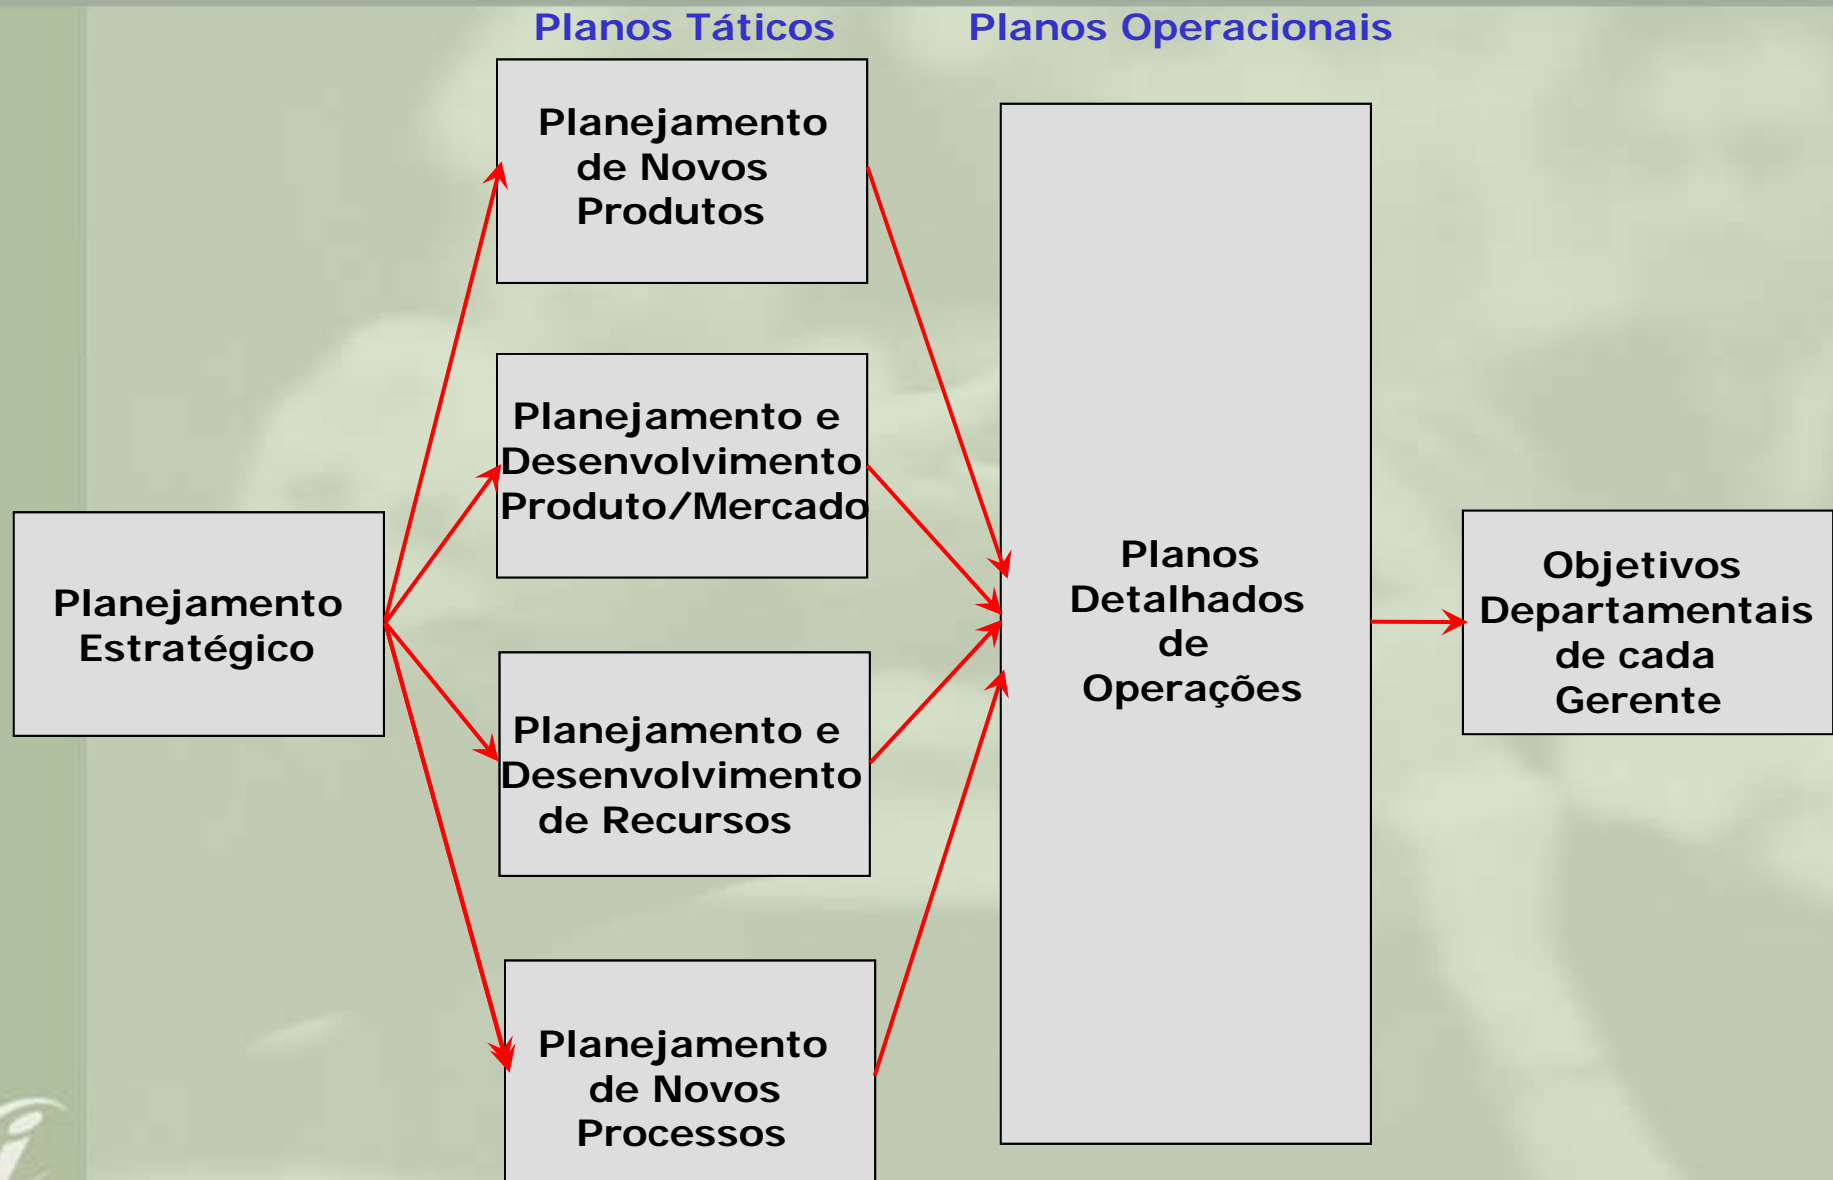 Planos Táticos
Planos Operacionais
Planejamento
de Novos
Produtos
Planejamento e
Desenvolvimento
Produto/Mercado
Planejamento
Estratégico
Planejamento e
Desenvolvimento
de Recursos
Planejamento
de Novos
Processos
Planos
Detalhados
de
Operações
Objetivos
Departamentais
de cada
Gerente